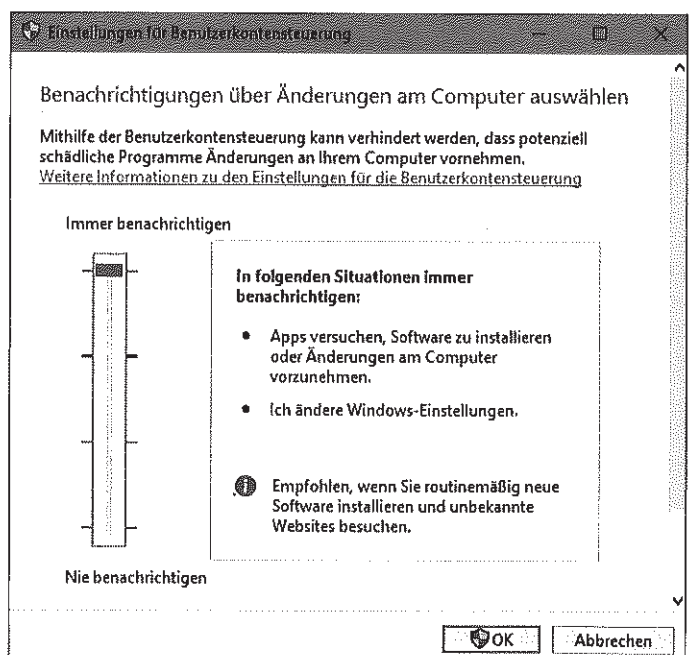 Einstellungen für Benutzerkontensteuerung
Benachrichtigungen über Änderungen am Computer auswählen
Mithilfe der Benutzerkontensteuerung kann verhindert werden, dass potenziell
schädliche Programme Änderungen an Ihrem Computer vornehmen.
Weitere Informationen zu den Einstellungen für die Benutzerkontensteuerung
Immer benachrichtigen
In folgenden Situationen immer
benachrichtigen:
• Apps versuchen, Software zu installieren
oder Änderungen am Computer
vorzunehmen.
• Ich ändere Windows-Einstellungen.
Empfohlen, wenn Sie routinemäßig neue
Software installieren und unbekannte
Websites besuchen.
Nie benachrichtigen
OK
Abbrechen